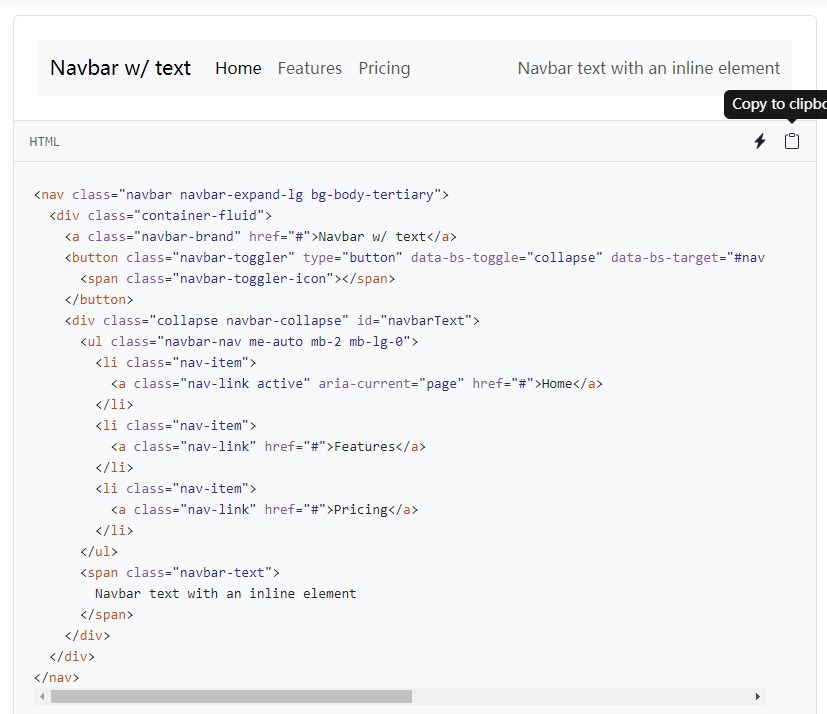 Navbar w/ text Home Features Pricing Navbar text with an inline element
Copy to clipbo
HTML
<nav class="navbar navbar-expand-lg bg-body-tertiary">
<div class="container-fluid">
<a class="navbar-brand" href="#">Navbar w/ text</a>
<button class="navbar-toggler" type="button" data-bs-toggle="collapse" data-bs-target="#nav
<span class="navbar-toggler-icon"></span>
</button>
<div class="collapse navbar-collapse" id="navbarText">
<ul class="navbar-nav me-auto mb-2 mb-lg-0">
<li class="nav-item">
<a class="nav-link active" aria-current="page" href="#">Home</a>
</li>
<li class="nav-item">
<a class="nav-link" href="#">Features</a>
</li>
<li class="nav-item">
<a class="nav-link" href="#">Pricing</a>
</li>
</ul>
<span class="navbar-text">
Navbar text with an inline element
</span>
</div>
</div>
</nav>